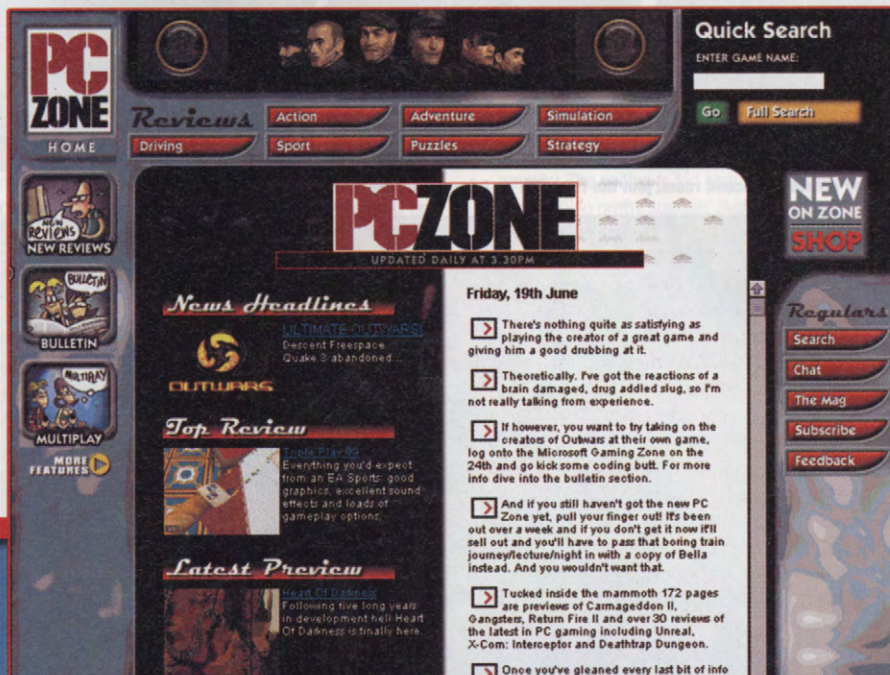 PC
ZONE
HOME
Reviews
Action
Adventure
Simulation
Driving
Sport
Puzzles
Strategy
Quick Search
ENTER GAME NAME:
Go
Full Search
NEW
REVIEWS
NEW REVIEWS
BULLETIN
BULLETIN
MULTIPLAY
MULTIPLAY
MORE
FEATURES
PCZONE
UPDATED DAILY AT 3.30PM
News Headlines
OUTWARS
ULTIMATE OUTWARS!
Descent Freespace
Quake 3 abandoned...
Top Review
Triple Play 99
Everything you'd expect
from an EA Sports: good
graphics, excellent sound
effects and loads of
gameplay options,
Latest Preview
Heart Of Darkness
Following five long years
in development hell Heart
Of Darkness is finally here.
Friday, 19th June
There's nothing quite as satisfying as
playing the creator of a great game and
giving him a good drubbing at it.
Theoretically. I've got the reactions of a
brain damaged, drug addled slug, so I'm
not really talking from experience.
If however, you want to try taking on the
creators of Outwars at their own game,
log onto the Microsoft Gaming Zone on the
24th and go kick some coding butt. For more
info dive into the bulletin section.
And if you still haven't got the new PC
Zone yet, pull your finger out! It's been
out over a week and if you don't get it now it'll
sell out and you'll have to pass that boring train
journey/lecture/night in with a copy of Bella
instead. And you wouldn't want that.
Tucked inside the mammoth 172 pages
are previews of Carmageddon II,
Gangsters, Return Fire II and over 30 reviews of
the latest in PC gaming including Unreal,
X-Com: Interceptor and Deathtrap Dungeon.
Once you've gleaned every last bit of info
NEW
ON ZONE
SHOP
Regulars
Search
Chat
The Mag
Subscribe
Feedback